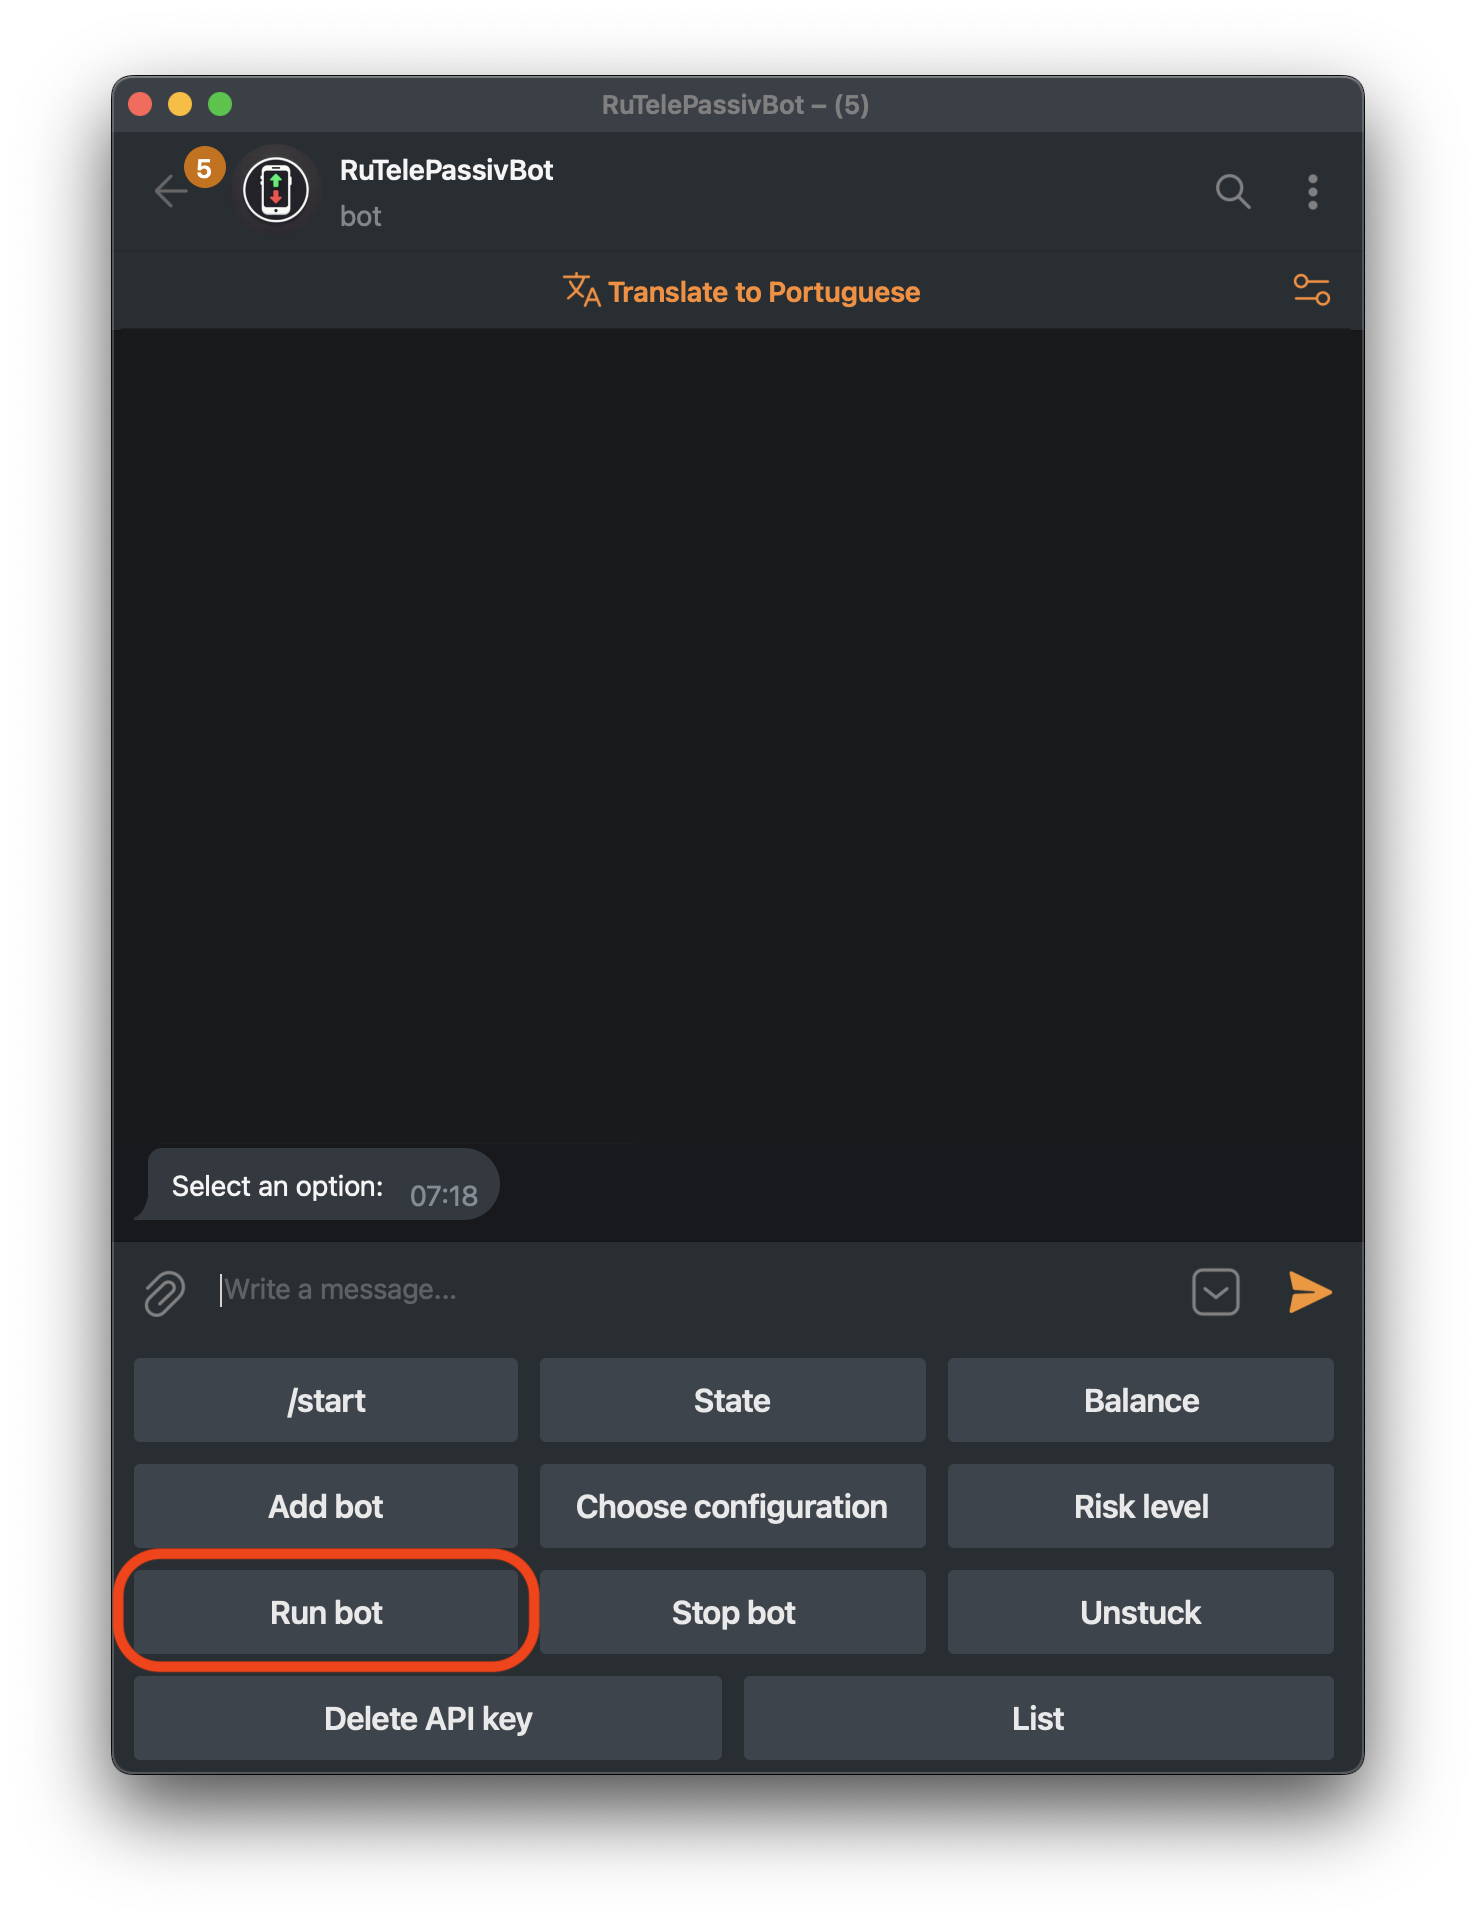 RuTelePassivBot – (5)
5
RuTelePassivBot
bot
Translate to Portuguese
Select an option: 07:18
Write a message...
/start State Balance
Add bot Choose configuration Risk level
Run bot Stop bot Unstuck
Delete API key List